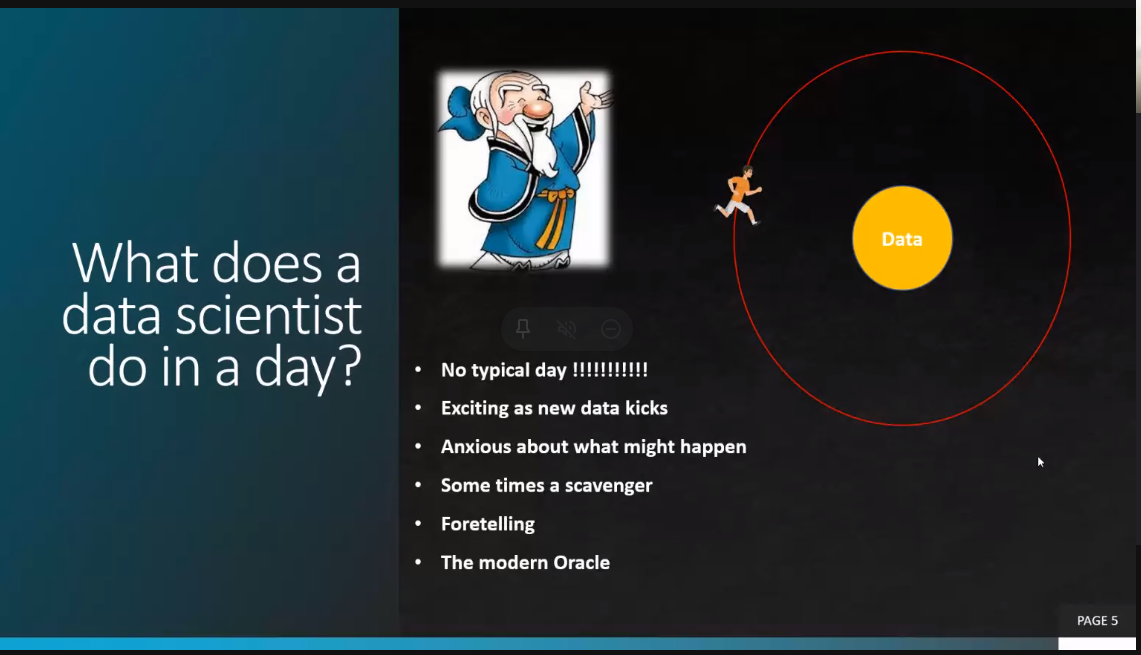 What does a
data scientist
do in a day?
Data
• No typical day !!!!!!!!!!!
• Exciting as new data kicks
• Anxious about what might happen
• Some times a scavenger
• Foretelling
• The modern Oracle
PAGE 5